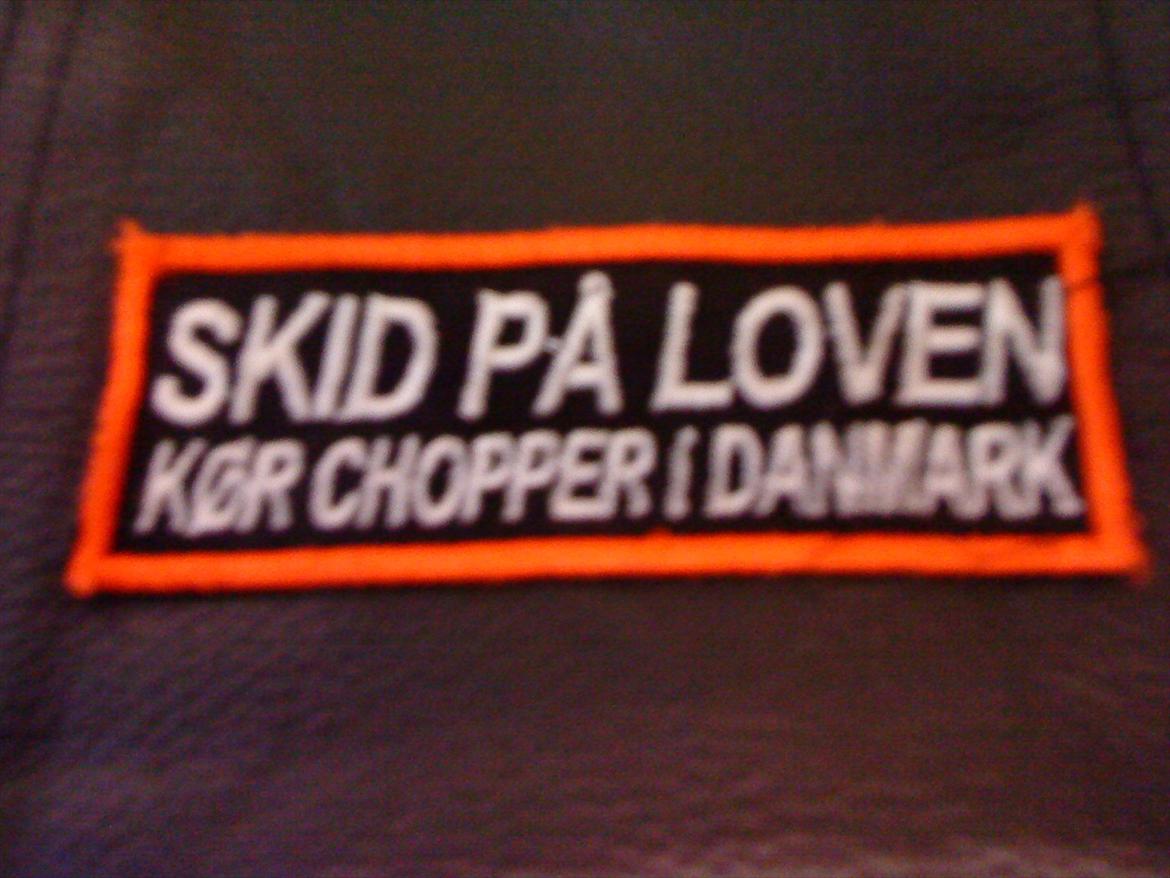 SKID PÅ LOVEN
KØR CHOPPER I DANMARK